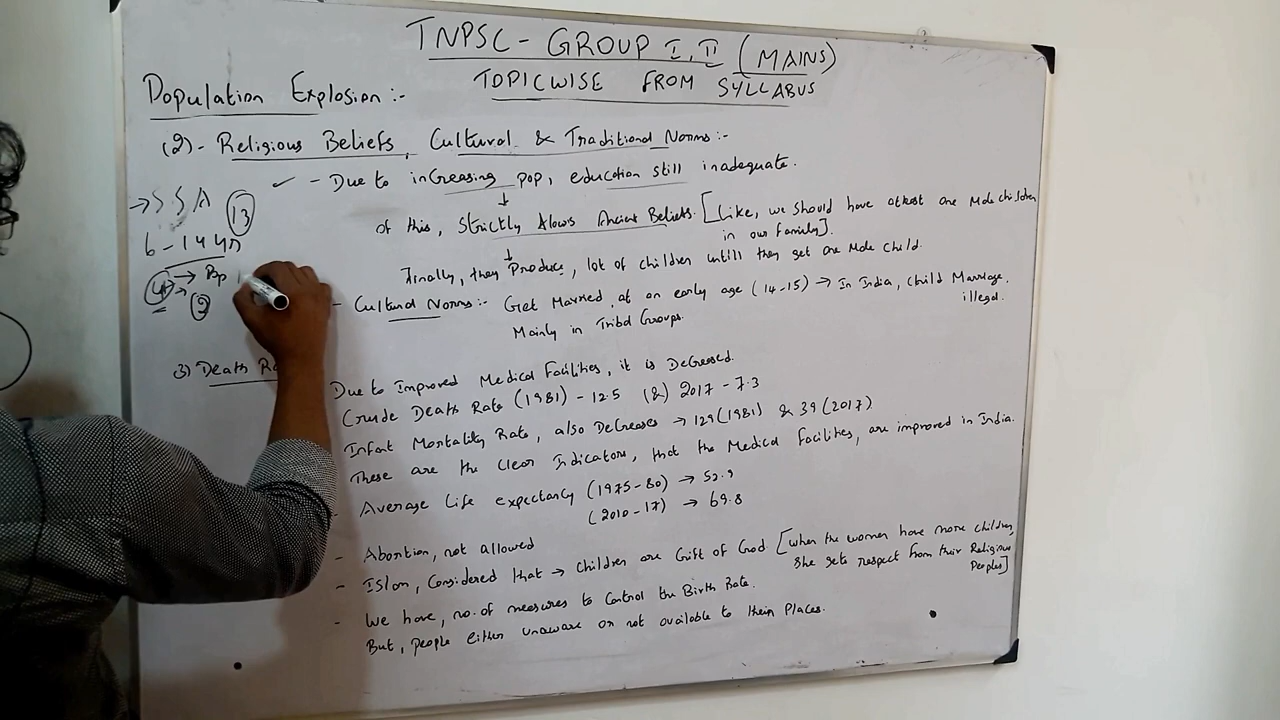 TNPSC - GROUP I, II (MAINS)
TOPICWISE FROM SYLLABUS
Population Explosion :-
(2) - Religious Beliefs, Cultural & Traditional Norms :-
- Due to increasing pop, education still inadequate.
of this, Strictly Alows Ancient Beliefs. [Like, we should have atleast one Male children
in our Family].
Finally, they Produce, lot of children untill they get one Male child.
- Cultural Norms :- Get Married, at an early age (14-15) → In India, Child Marriage,
illegal.
Mainly in Tribal Groups.
→ SSA (13)
6-14 yrs
→ Pop
3) Death
Due to Improved Medical Facilities, it is Decreased.
Crude Death Rate (1981) - 12.5 (&) 2017 - 7.3
Infant Mortality Rate, also Decreases → 129 (1981) & 39 (2017).
These are the Clear Indicators, that the Medical Facilities, are improved in India.
- Average Life expectancy (1975-80) → 52.9
(2010-17) → 69.8
- Abortion, not allowed
- Islam, Considered that → children are Gift of God [when the women have more children,
She gets respect from their Religious
Peoples]
- We have, no. of measures to Control the Birth Rate.
But, people either unaware or not available to their Places.